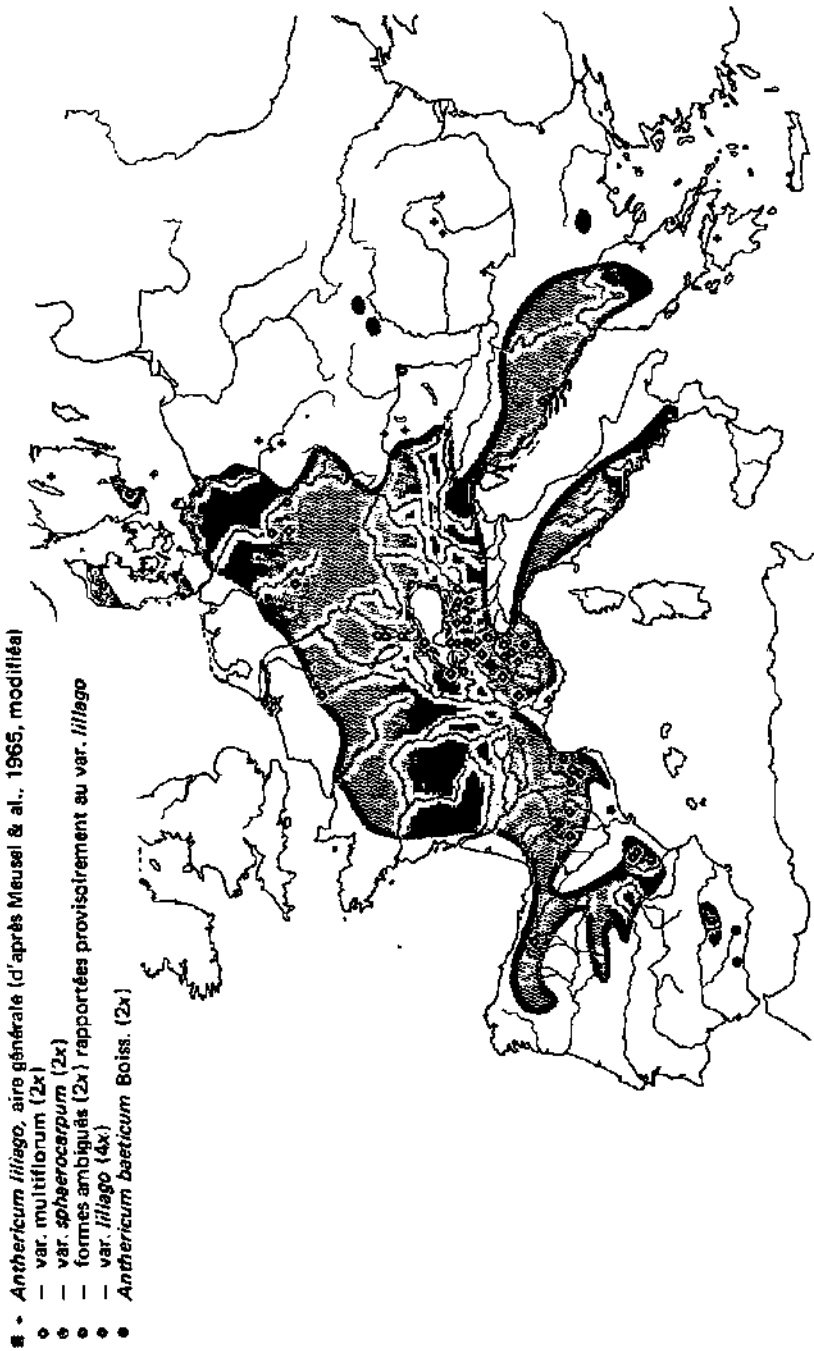 Anthericum liliago, aire générale (d'après Meusel & al., 1965, modifiée)
– var. multiflorum (2x)
– var. sphaerocarpum (2x)
– formes ambiguës (2x) rapportées provisoirement au var. liliago
– var. liliago (4x)
Anthericum baeticum Boiss. (2x)